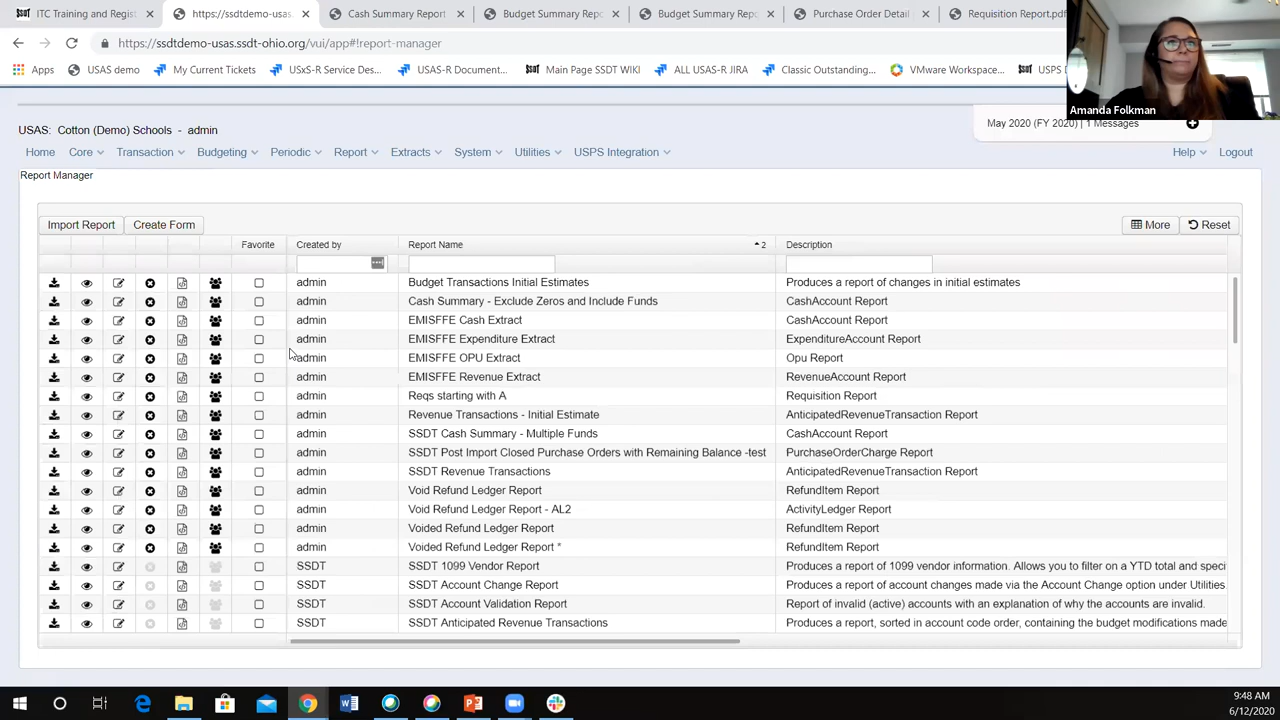 ITC Training and Regist
https://ssdtdemo-usas.
Cash Summary Report
Budget Summary Rep
Budget Summary Rep
Purchase Order Detail
Requisition Report.pdf
https://ssdtdemo-usas.ssdt-ohio.org/vui/app#!report-manager
Apps
USAS demo
My Current Tickets
USxS-R Service Des...
USAS-R Document...
Main Page SSDT WIKI
ALL USAS-R JIRA
Classic Outstanding...
VMware Workspace...
USPS D
Amanda Folkman
USAS: Cotton (Demo) Schools - admin
May 2020 (FY 2020) | 1 Messages
Home Core Transaction Budgeting Periodic Report Extracts System Utilities USPS Integration Help Logout
Report Manager
Import Report Create Form More Reset
Favorite Created by Report Name 2 Description
admin Budget Transactions Initial Estimates Produces a report of changes in initial estimates
admin Cash Summary - Exclude Zeros and Include Funds CashAccount Report
admin EMISFFE Cash Extract CashAccount Report
admin EMISFFE Expenditure Extract ExpenditureAccount Report
admin EMISFFE OPU Extract Opu Report
admin EMISFFE Revenue Extract RevenueAccount Report
admin Reqs starting with A Requisition Report
admin Revenue Transactions - Initial Estimate AnticipatedRevenueTransaction Report
admin SSDT Cash Summary - Multiple Funds CashAccount Report
admin SSDT Post Import Closed Purchase Orders with Remaining Balance -test PurchaseOrderCharge Report
admin SSDT Revenue Transactions AnticipatedRevenueTransaction Report
admin Void Refund Ledger Report RefundItem Report
admin Void Refund Ledger Report - AL2 ActivityLedger Report
admin Voided Refund Ledger Report RefundItem Report
admin Voided Refund Ledger Report * RefundItem Report
SSDT SSDT 1099 Vendor Report Produces a report of 1099 vendor information. Allows you to filter on a YTD total and speci
SSDT SSDT Account Change Report Produces a report of account changes made via the Account Change option under Utilities
SSDT SSDT Account Validation Report Report of invalid (active) accounts with an explanation of why the accounts are invalid.
SSDT SSDT Anticipated Revenue Transactions Produces a report, sorted in account code order, containing the budget modifications made
9:48 AM
6/12/2020